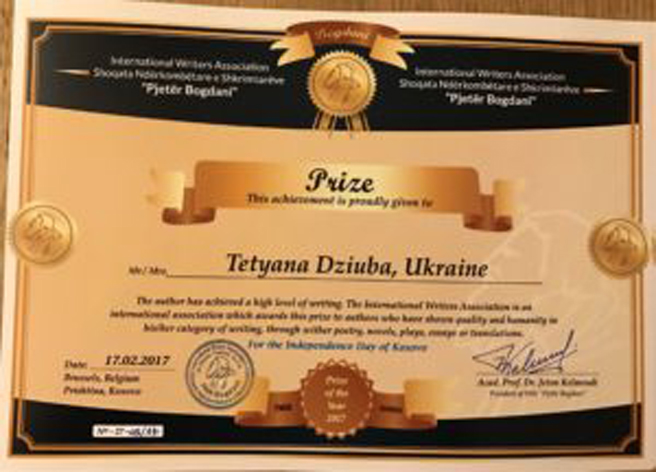 Bogdani
International Writers Association
Shoqata Ndërkombëtare e Shkrimtarëve
"Pjetër Bogdani"
International Writers Association
Shoqata Ndërkombëtare e Shkrimtarëve
"Pjetër Bogdani"
Prize
This achievement is proudly given to
Mr/ Mrs. Tetyana Dziuba, Ukraine
The author has achieved a high level of writing. The International Writers Association is an
international association which awards this prize to authors who have shown quality and humanity in
his/her category of writing, through wither poetry, novels, plays, essays or translations.
For the Independence Day of Kosovo
Date: 17.02.2017
Brussels, Belgium
Prishtina, Kosovo
Acad. Prof. Dr. Jeton Kelmendi
President of IWA "Pjetër Bogdani"
Prize
of the
Year
2017